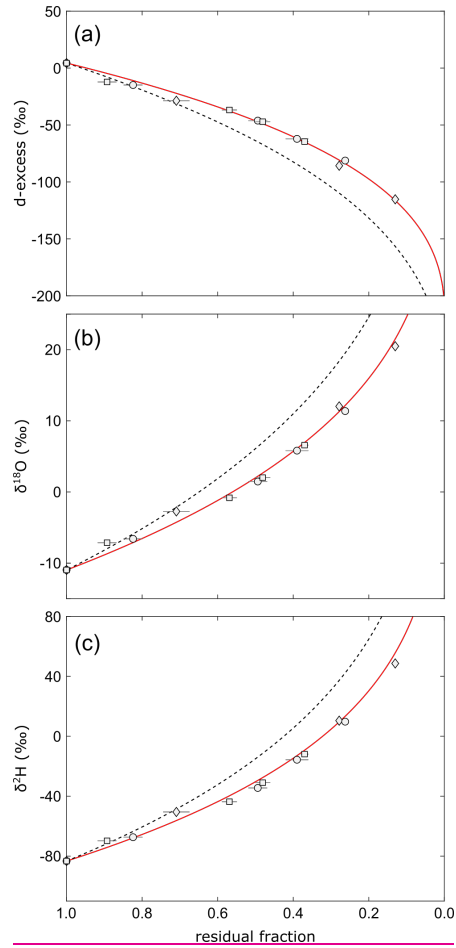 50
(a)
0
-50
-100
-150
-200
d-excess (‰)
(b)
20
10
0
-10
δ18O (‰)
80
(c)
40
0
-40
-80
δ2H (‰)
1.0 0.8 0.6 0.4 0.2 0.0
residual fraction